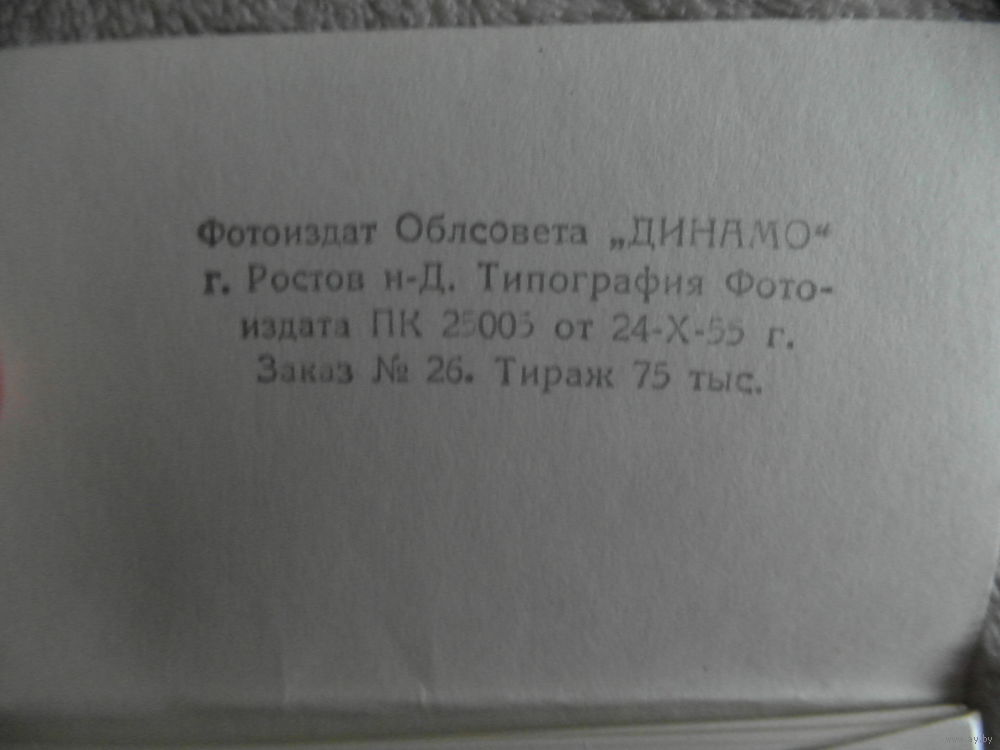 Фотоиздат Облсовета „ДИНАМО“
г. Ростов н-Д. Типография Фото-
издата ПК 25005 от 24-X-55 г.
Заказ № 26. Тираж 75 тыс.